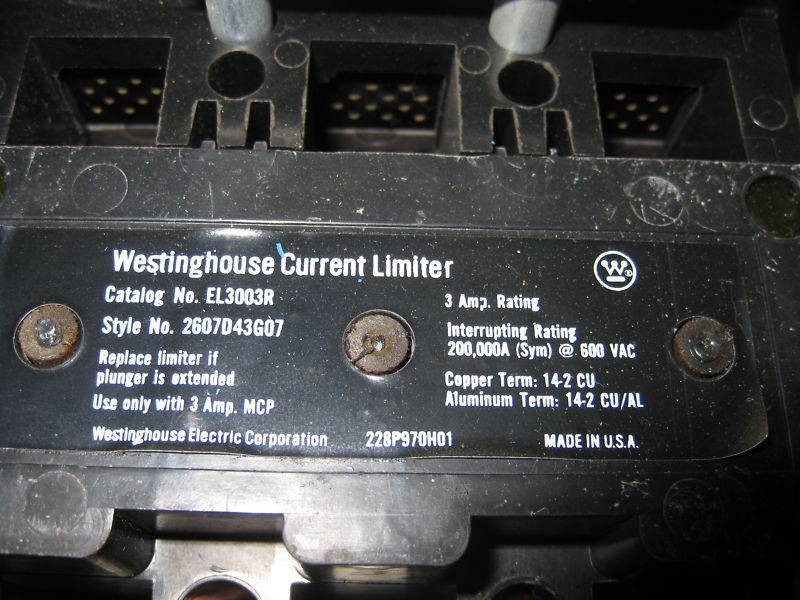 Westinghouse Current Limiter
Catalog No. EL3003R
Style No. 2607D43G07
Replace limiter if
plunger is extended
Use only with 3 Amp. MCP
W
3 Amp. Rating
Interrupting Rating
200,000A (Sym) @ 600 VAC
Copper Term: 14-2 CU
Aluminum Term: 14-2 CU/AL
Westinghouse Electric Corporation 228P970H01 MADE IN U.S.A.